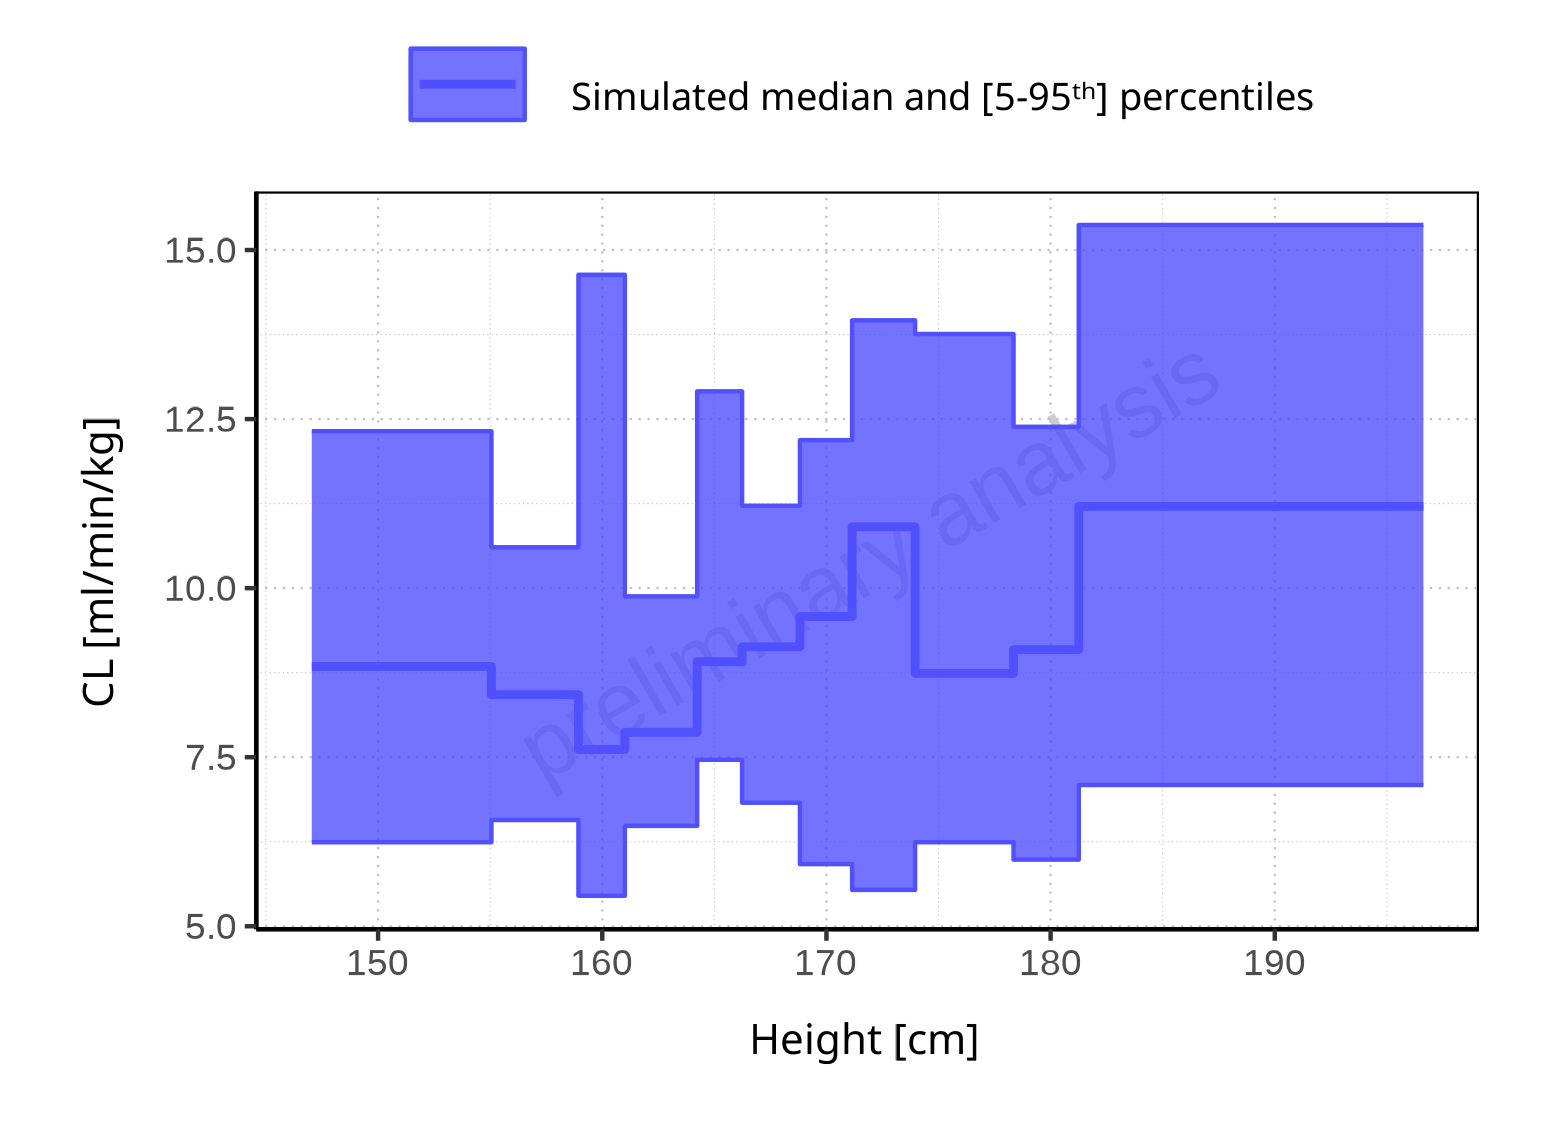 Simulated median and [5-95ᵗʰ] percentiles
CL [ml/min/kg]
15.0
12.5
10.0
7.5
5.0
preliminary analysis
150 160 170 180 190
Height [cm]